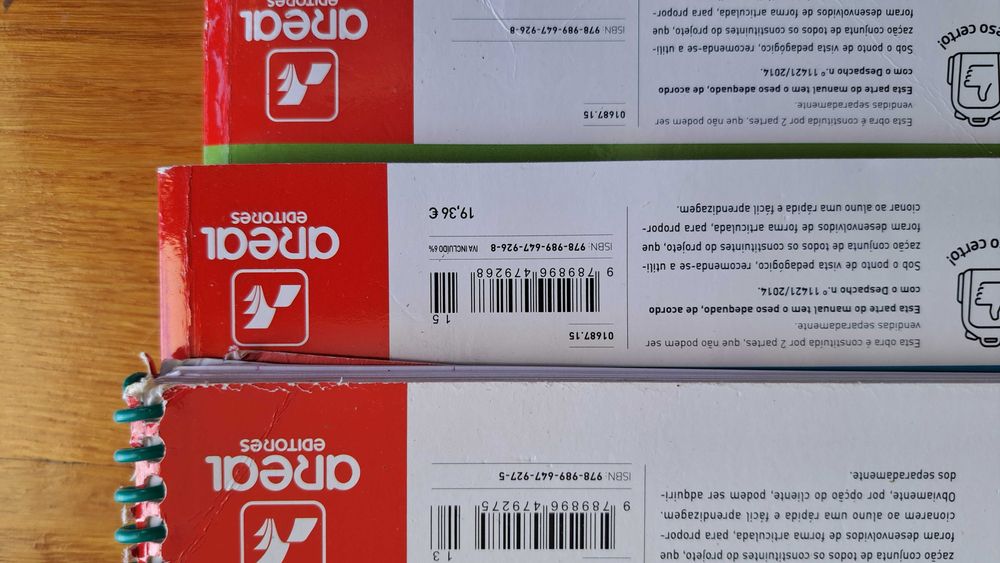 zação conjunta de todos os constituintes do projeto, que
foram desenvolvidos de forma articulada, para propor-
cionarem ao aluno uma rápida e fácil aprendizagem.
Obviamente, por opção do cliente, podem ser adquiri-
dos separadamente.
13
9 789896 479275
ISBN: 978-989-647-927-5
areal
EDITORES
o certo!
Esta obra é constituída por 2 partes, que não podem ser
vendidas separadamente.
Esta parte do manual tem o peso adequado, de acordo
com o Despacho n.º 11421/2014.
Sob o ponto de vista pedagógico, recomenda-se a utili-
zação conjunta de todos os constituintes do projeto, que
foram desenvolvidos de forma articulada, para propor-
cionar ao aluno uma rápida e fácil aprendizagem.
01687.15
15
9 789896 479268
ISBN: 978-989-647-926-8 IVA INCLUÍDO 6%
19,36 €
areal
EDITORES
eso certo!
Esta obra é constituída por 2 partes, que não podem ser
vendidas separadamente.
Esta parte do manual tem o peso adequado, de acordo
com o Despacho n.º 11421/2014.
Sob o ponto de vista pedagógico, recomenda-se a utili-
zação conjunta de todos os constituintes do projeto, que
foram desenvolvidos de forma articulada, para propor-
01687.15
ISBN: 978-989-647-926-8
areal
EDITORES